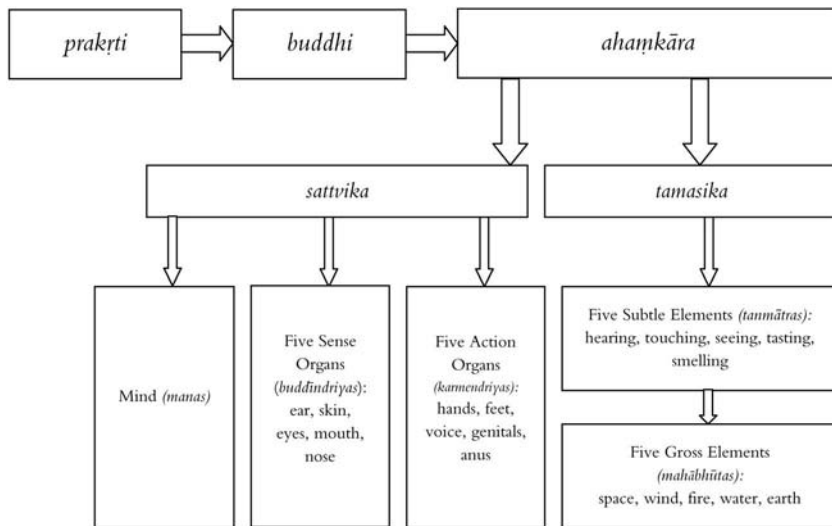 prakṛti
buddhi
ahaṃkāra
sattvika
tamasika
Mind (manas)
Five Sense
Organs
(buddīndriyas):
ear, skin,
eyes, mouth,
nose
Five Action
Organs
(karmendriyas):
hands, feet,
voice, genitals,
anus
Five Subtle Elements (tanmātras):
hearing, touching, seeing, tasting,
smelling
Five Gross Elements
(mahābhūtas):
space, wind, fire, water, earth